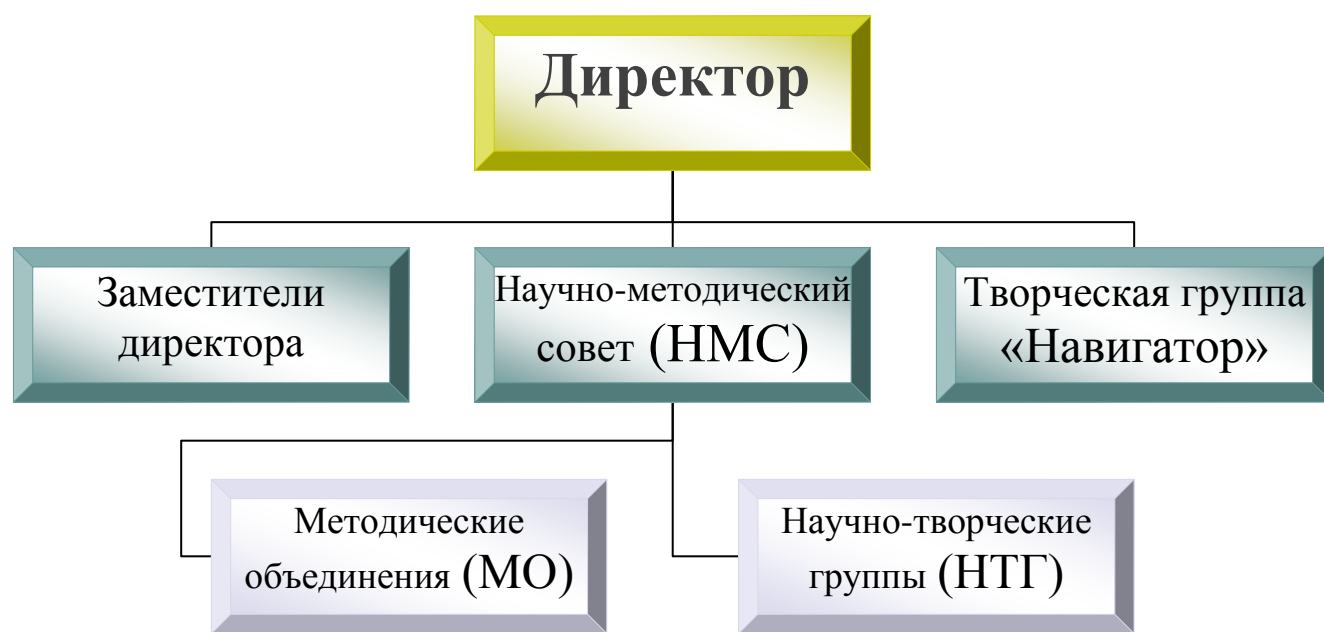 Директор
Заместители
директора
Научно-методический
совет (НМС)
Творческая группа
«Навигатор»
Методические
объединения (МО)
Научно-творческие
группы (НТГ)